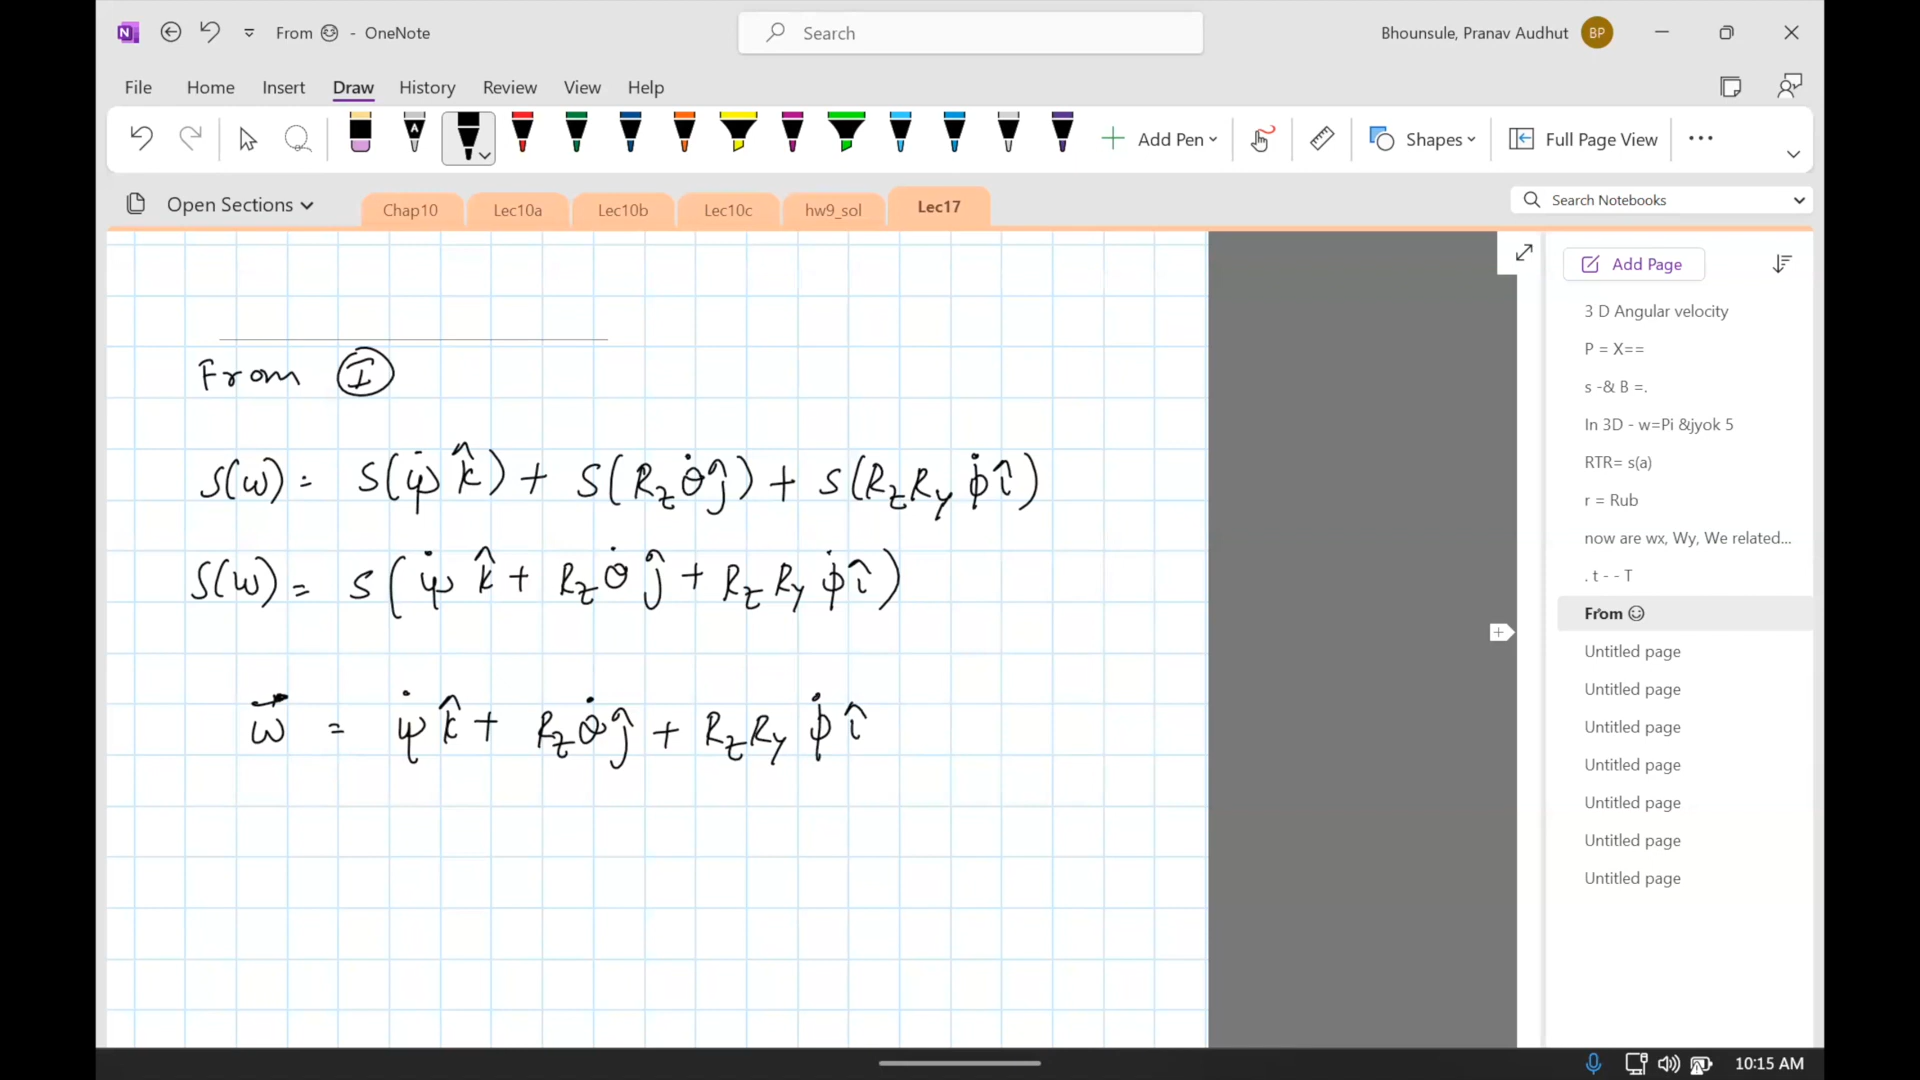 From ☺ - OneNote
Search
Bhounsule, Pranav Audhut
BP
File Home Insert Draw History Review View Help
A
Add Pen
Shapes
Full Page View
Open Sections
Chap10 Lec10a Lec10b Lec10c hw9_sol Lec17
Search Notebooks
From Ⓘ
S(ω) = S(ψ̇ k̂) + S(R_z θ̇ ĵ) + S(R_z R_y ϕ̇ î)
S(ω) = S(ψ̇ k̂ + R_z θ̇ ĵ + R_z R_y ϕ̇ î)
ω⃗ = ψ̇ k̂ + R_z θ̇ ĵ + R_z R_y ϕ̇ î
Add Page
3 D Angular velocity
P = X==
s -& B =.
In 3D - w=Pi &jyok 5
RTR= s(a)
r = Rub
now are wx, Wy, We related...
. t - - T
From ☺
Untitled page
Untitled page
Untitled page
Untitled page
Untitled page
Untitled page
Untitled page
10:15 AM